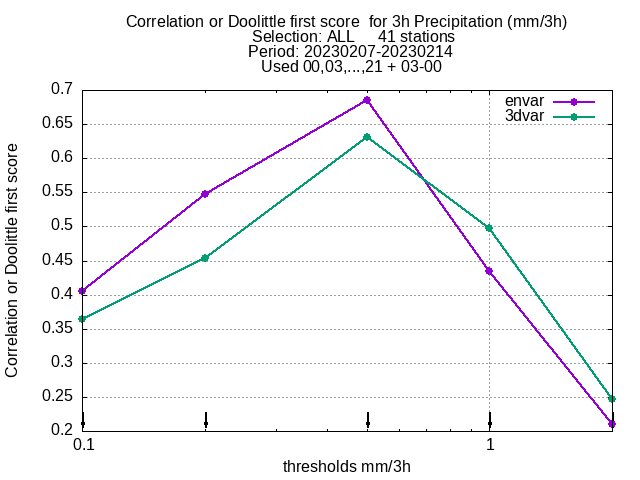 Correlation or Doolittle first score  for 3h Precipitation (mm/3h)
Selection: ALL     41 stations
Period: 20230207-20230214
Used 00,03,...,21 + 03-00
envar
3dvar
Correlation or Doolittle first score
0.7
0.65
0.6
0.55
0.5
0.45
0.4
0.35
0.3
0.25
0.2
0.1
1
thresholds mm/3h